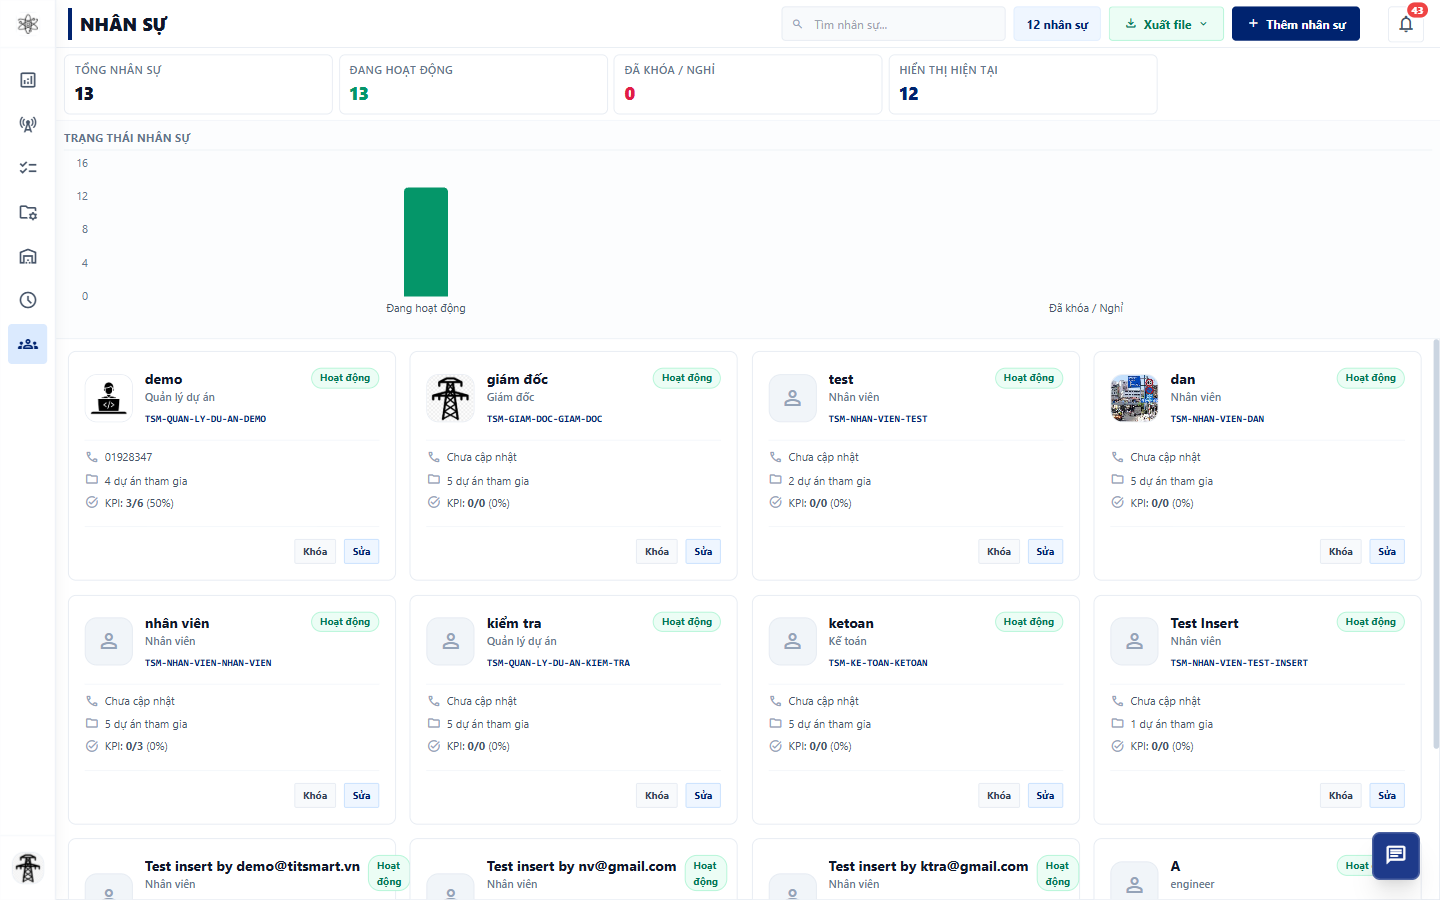 NHÂN SỰ
Tìm nhân sự...
12 nhân sự
Xuất file
+ Thêm nhân sự
43
TỔNG NHÂN SỰ
13
ĐANG HOẠT ĐỘNG
13
ĐÃ KHÓA / NGHỈ
0
HIỂN THỊ HIỆN TẠI
12
TRẠNG THÁI NHÂN SỰ
16
12
8
4
0
Đang hoạt động
Đã khóa / Nghỉ
demo
Hoạt động
Quản lý dự án
TSM-QUAN-LY-DU-AN-DEMO
01928347
4 dự án tham gia
KPI: 3/6 (50%)
Khóa
Sửa
giám đốc
Hoạt động
Giám đốc
TSM-GIAM-DOC-GIAM-DOC
Chưa cập nhật
5 dự án tham gia
KPI: 0/0 (0%)
Khóa
Sửa
test
Hoạt động
Nhân viên
TSM-NHAN-VIEN-TEST
Chưa cập nhật
2 dự án tham gia
KPI: 0/0 (0%)
Khóa
Sửa
dan
Hoạt động
Nhân viên
TSM-NHAN-VIEN-DAN
Chưa cập nhật
5 dự án tham gia
KPI: 0/0 (0%)
Khóa
Sửa
nhân viên
Hoạt động
Nhân viên
TSM-NHAN-VIEN-NHAN-VIEN
Chưa cập nhật
5 dự án tham gia
KPI: 0/3 (0%)
Khóa
Sửa
kiểm tra
Hoạt động
Quản lý dự án
TSM-QUAN-LY-DU-AN-KIEM-TRA
Chưa cập nhật
5 dự án tham gia
KPI: 0/0 (0%)
Khóa
Sửa
ketoan
Hoạt động
Kế toán
TSM-KE-TOAN-KETOAN
Chưa cập nhật
5 dự án tham gia
KPI: 0/0 (0%)
Khóa
Sửa
Test Insert
Hoạt động
Nhân viên
TSM-NHAN-VIEN-TEST-INSERT
Chưa cập nhật
1 dự án tham gia
KPI: 0/0 (0%)
Khóa
Sửa
Test insert by demo@titsmart.vn
Hoạt
động
Nhân viên
Test insert by nv@gmail.com
Hoạt
động
Nhân viên
Test insert by ktra@gmail.com
Hoạt
động
Nhân viên
A
Hoạt
engineer